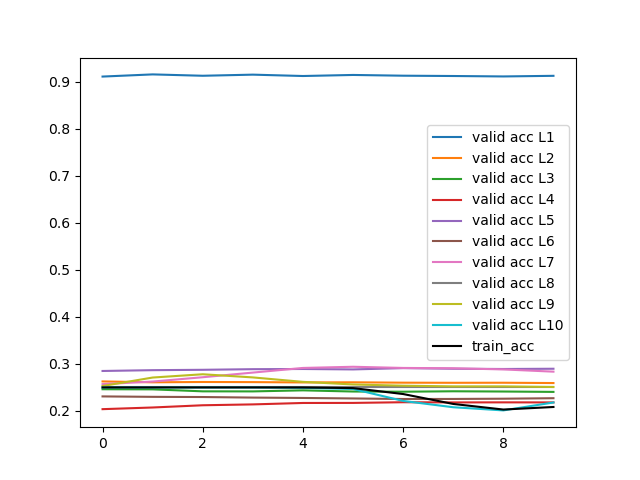 0.9
0.8
0.7
0.6
0.5
0.4
0.3
0.2
0 2 4 6 8
valid acc L1
valid acc L2
valid acc L3
valid acc L4
valid acc L5
valid acc L6
valid acc L7
valid acc L8
valid acc L9
valid acc L10
train_acc